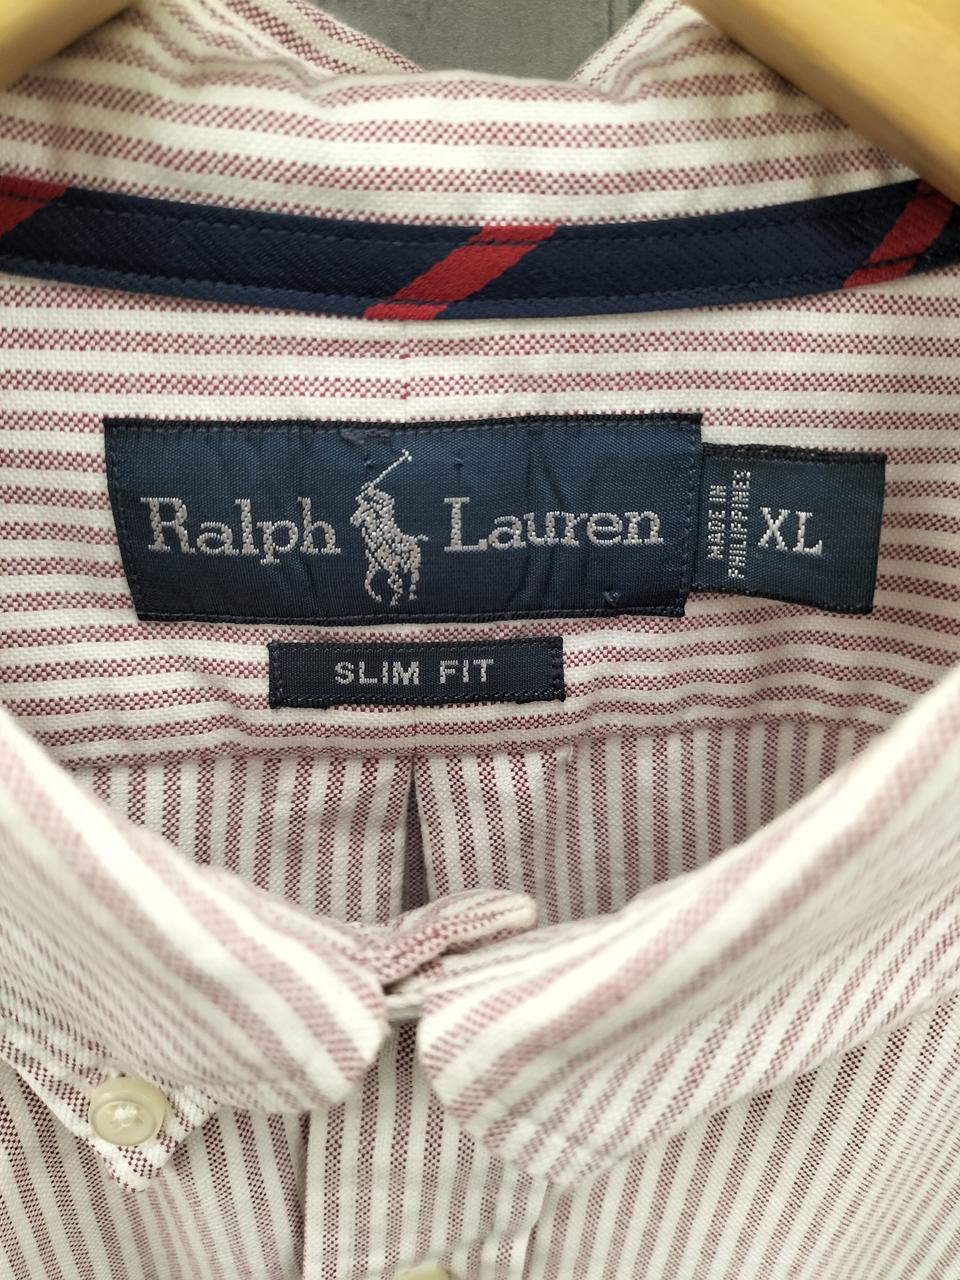 Ralph Lauren
MADE IN
PHILIPPINES
XL
SLIM FIT